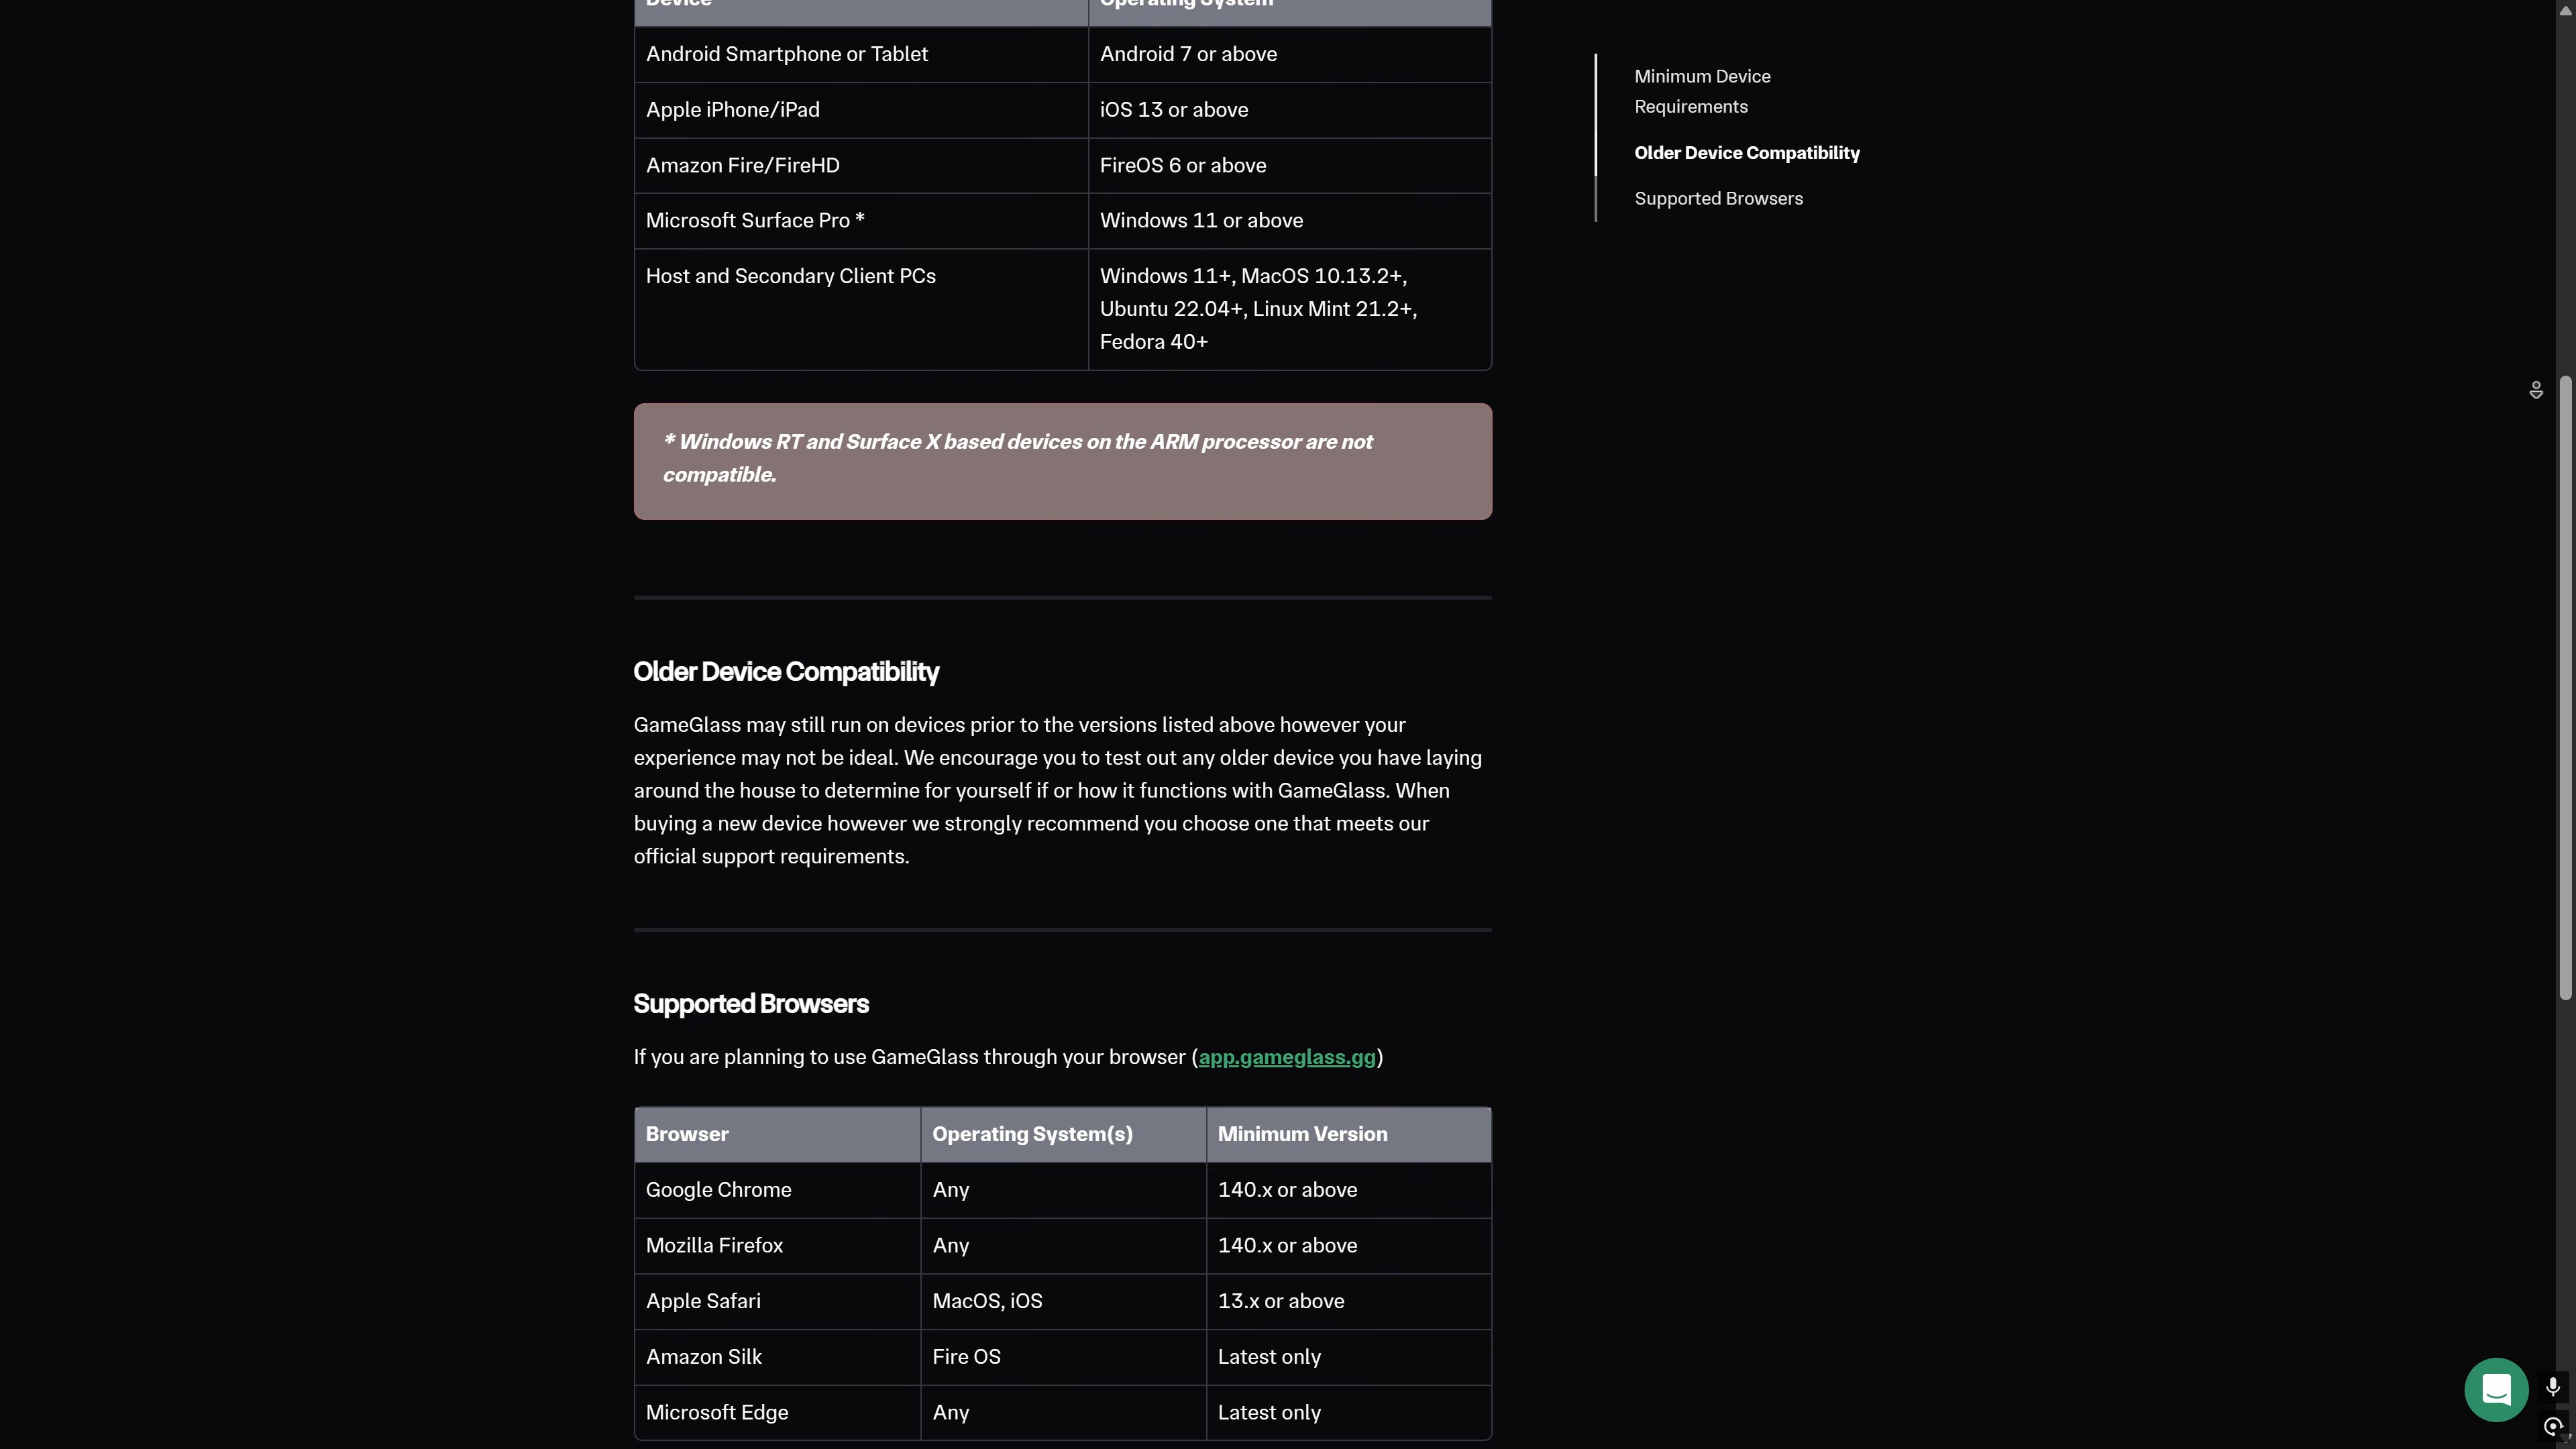 Device
Operating System
Android Smartphone or Tablet
Android 7 or above
Apple iPhone/iPad
iOS 13 or above
Amazon Fire/FireHD
FireOS 6 or above
Microsoft Surface Pro *
Windows 11 or above
Host and Secondary Client PCs
Windows 11+, MacOS 10.13.2+,
Ubuntu 22.04+, Linux Mint 21.2+,
Fedora 40+
* Windows RT and Surface X based devices on the ARM processor are not
compatible.
Older Device Compatibility
GameGlass may still run on devices prior to the versions listed above however your
experience may not be ideal. We encourage you to test out any older device you have laying
around the house to determine for yourself if or how it functions with GameGlass. When
buying a new device however we strongly recommend you choose one that meets our
official support requirements.
Supported Browsers
If you are planning to use GameGlass through your browser (app.gameglass.gg)
Browser
Operating System(s)
Minimum Version
Google Chrome
Any
140.x or above
Mozilla Firefox
Any
140.x or above
Apple Safari
MacOS, iOS
13.x or above
Amazon Silk
Fire OS
Latest only
Microsoft Edge
Any
Latest only
Minimum Device
Requirements
Older Device Compatibility
Supported Browsers